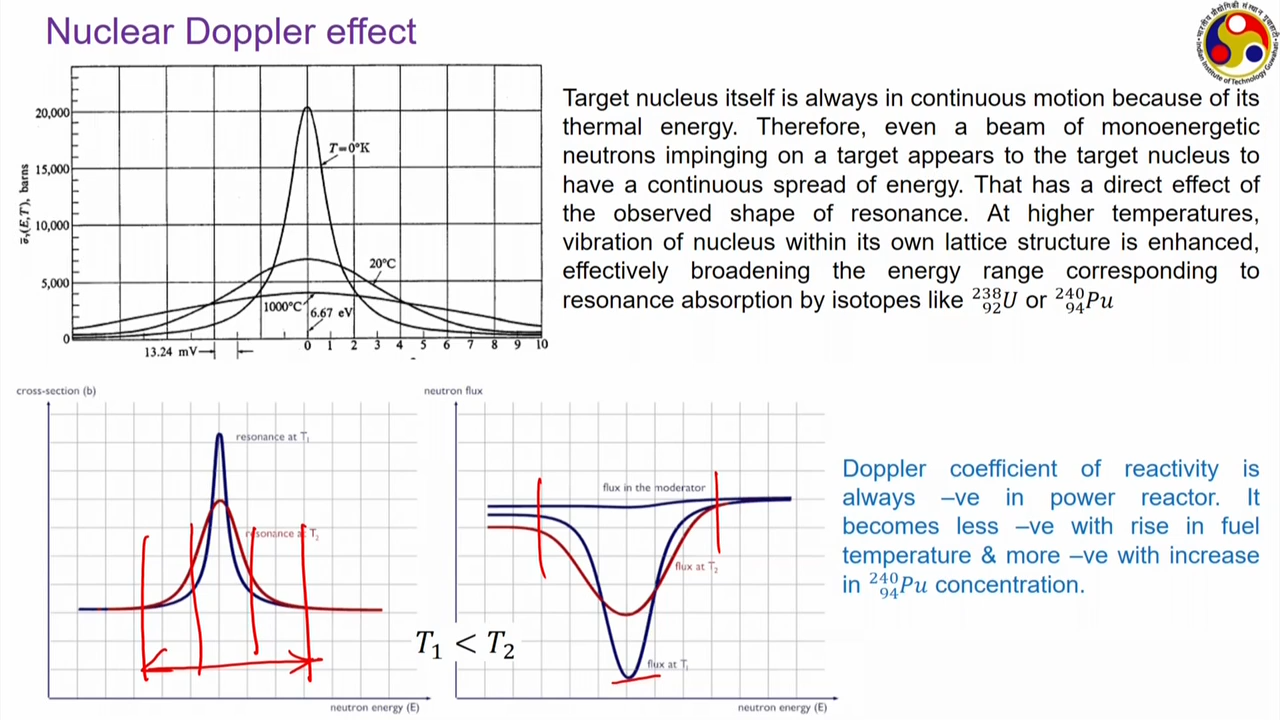 Nuclear Doppler effect
20,000
15,000
10,000
5,000
0
σ̅ᵧ(E,T), barns
T=0°K
20°C
1000°C
6.67 eV
13.24 mV
0 1 2 3 4 5 6 7 8 9 10
Target nucleus itself is always in continuous motion because of its
thermal energy. Therefore, even a beam of monoenergetic
neutrons impinging on a target appears to the target nucleus to
have a continuous spread of energy. That has a direct effect of
the observed shape of resonance. At higher temperatures,
vibration of nucleus within its own lattice structure is enhanced,
effectively broadening the energy range corresponding to
resonance absorption by isotopes like ²³⁸₉₂U or ²⁴⁰₉₄Pu
cross-section (b)
resonance at T₁
resonance at T₂
neutron energy (E)
T₁ < T₂
neutron flux
flux in the moderator
flux at T₂
flux at T₁
neutron energy (E)
Doppler coefficient of reactivity is
always –ve in power reactor. It
becomes less –ve with rise in fuel
temperature & more –ve with increase
in ²⁴⁰₉₄Pu concentration.
Indian Institute of Technology Guwahati